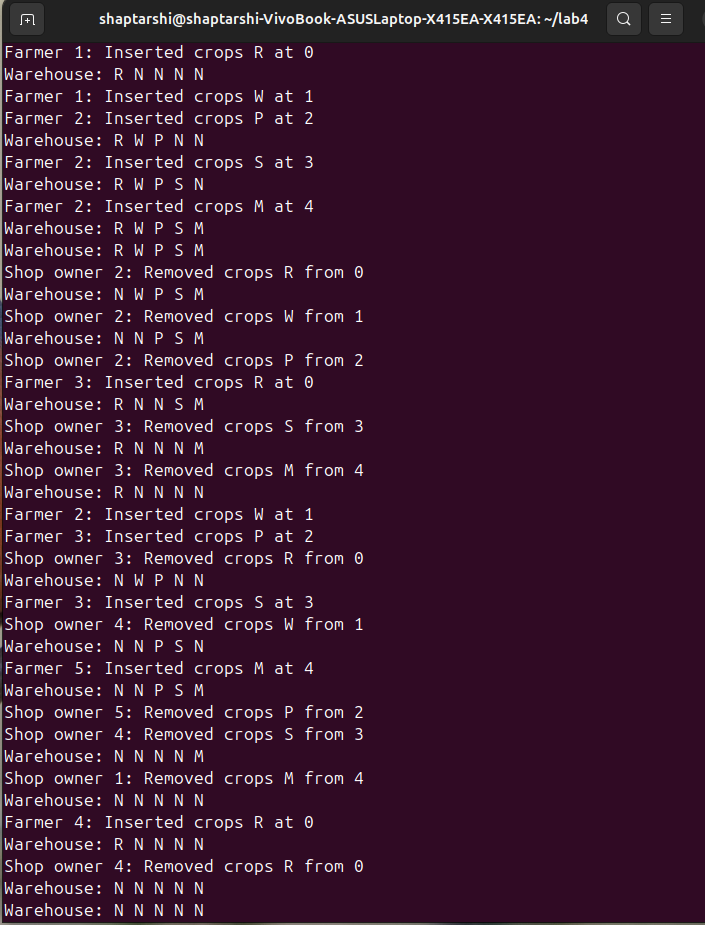 shaptarshi@shaptarshi-VivoBook-ASUSLaptop-X415EA-X415EA: ~/lab4
Farmer 1: Inserted crops R at 0
Warehouse: R N N N N
Farmer 1: Inserted crops W at 1
Farmer 2: Inserted crops P at 2
Warehouse: R W P N N
Farmer 2: Inserted crops S at 3
Warehouse: R W P S N
Farmer 2: Inserted crops M at 4
Warehouse: R W P S M
Warehouse: R W P S M
Shop owner 2: Removed crops R from 0
Warehouse: N W P S M
Shop owner 2: Removed crops W from 1
Warehouse: N N P S M
Shop owner 2: Removed crops P from 2
Farmer 3: Inserted crops R at 0
Warehouse: R N N S M
Shop owner 3: Removed crops S from 3
Warehouse: R N N N M
Shop owner 3: Removed crops M from 4
Warehouse: R N N N N
Farmer 2: Inserted crops W at 1
Farmer 3: Inserted crops P at 2
Shop owner 3: Removed crops R from 0
Warehouse: N W P N N
Farmer 3: Inserted crops S at 3
Shop owner 4: Removed crops W from 1
Warehouse: N N P S N
Farmer 5: Inserted crops M at 4
Warehouse: N N P S M
Shop owner 5: Removed crops P from 2
Shop owner 4: Removed crops S from 3
Warehouse: N N N N M
Shop owner 1: Removed crops M from 4
Warehouse: N N N N N
Farmer 4: Inserted crops R at 0
Warehouse: R N N N N
Shop owner 4: Removed crops R from 0
Warehouse: N N N N N
Warehouse: N N N N N